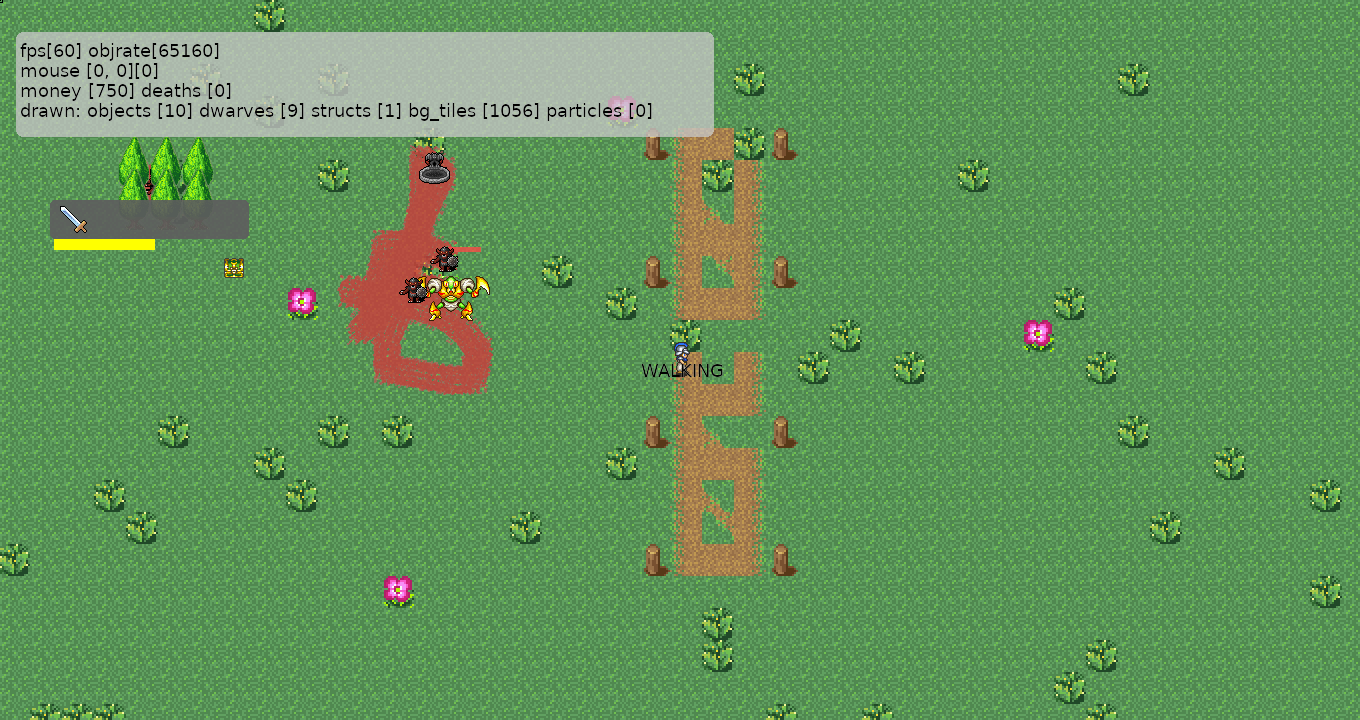 fps[60] objrate[65160]
mouse [0, 0][0]
money [750] deaths [0]
drawn: objects [10] dwarves [9] structs [1] bg_tiles [1056] particles [0]
WALKING